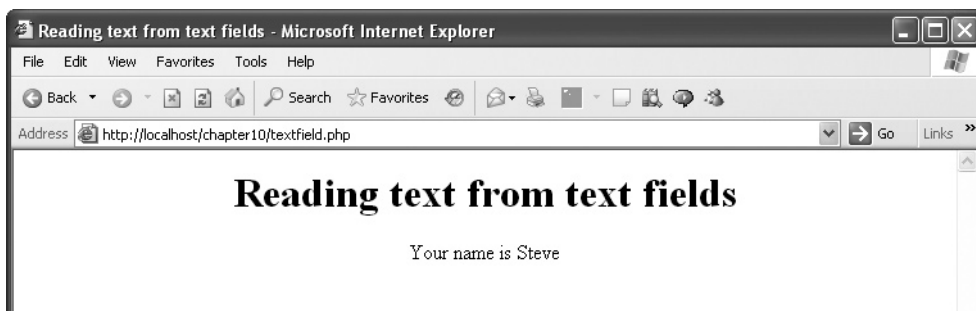 Reading text from text fields - Microsoft Internet Explorer
File Edit View Favorites Tools Help
Back Search Favorites
Address http://localhost/chapter10/textfield.php Go Links »
Reading text from text fields
Your name is Steve